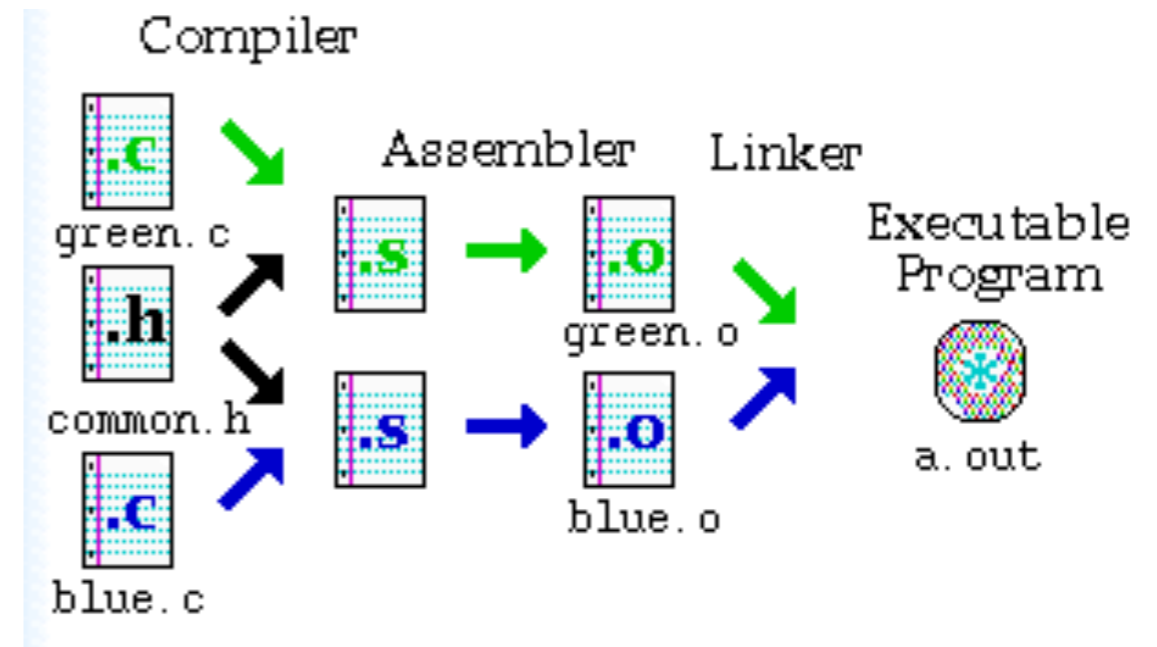 Compiler
.c
green.c
.h
common.h
.c
blue.c
Assembler
.s
.s
Linker
.o
green.o
.o
blue.o
Executable
Program
a.out